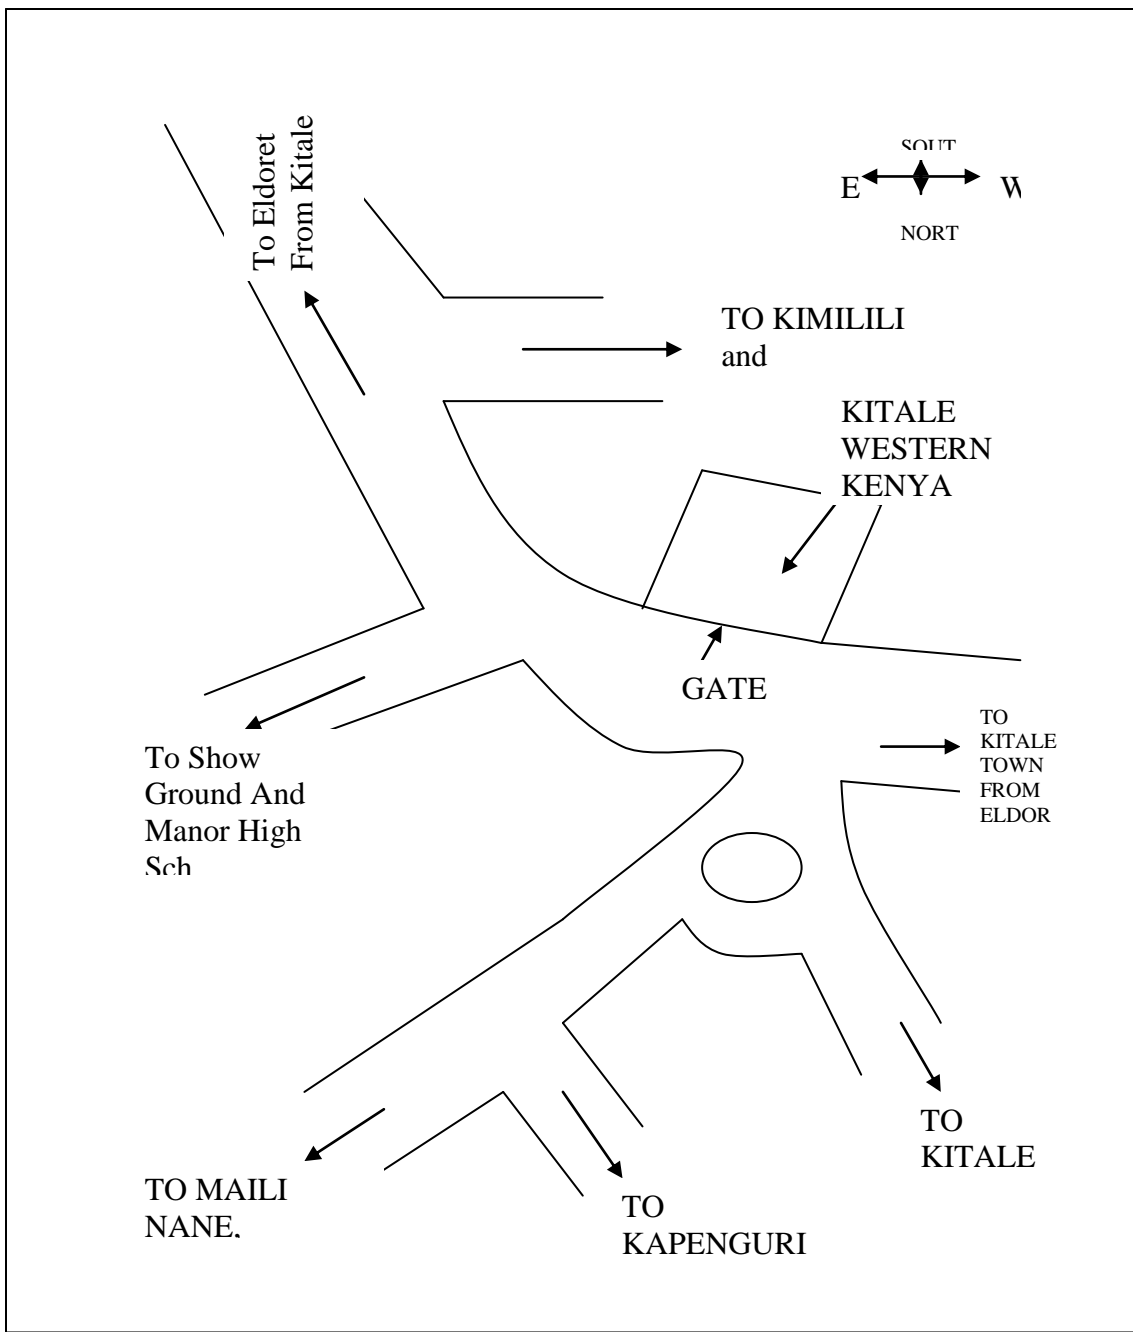 To Eldoret
From Kitale
SOUT
E
W
NORT
TO KIMILILI
and
KITALE
WESTERN
KENYA
GATE
TO
KITALE
TOWN
FROM
ELDOR
To Show
Ground And
Manor High
Sch
TO
KITALE
TO MAILI
NANE,
TO
KAPENGURI